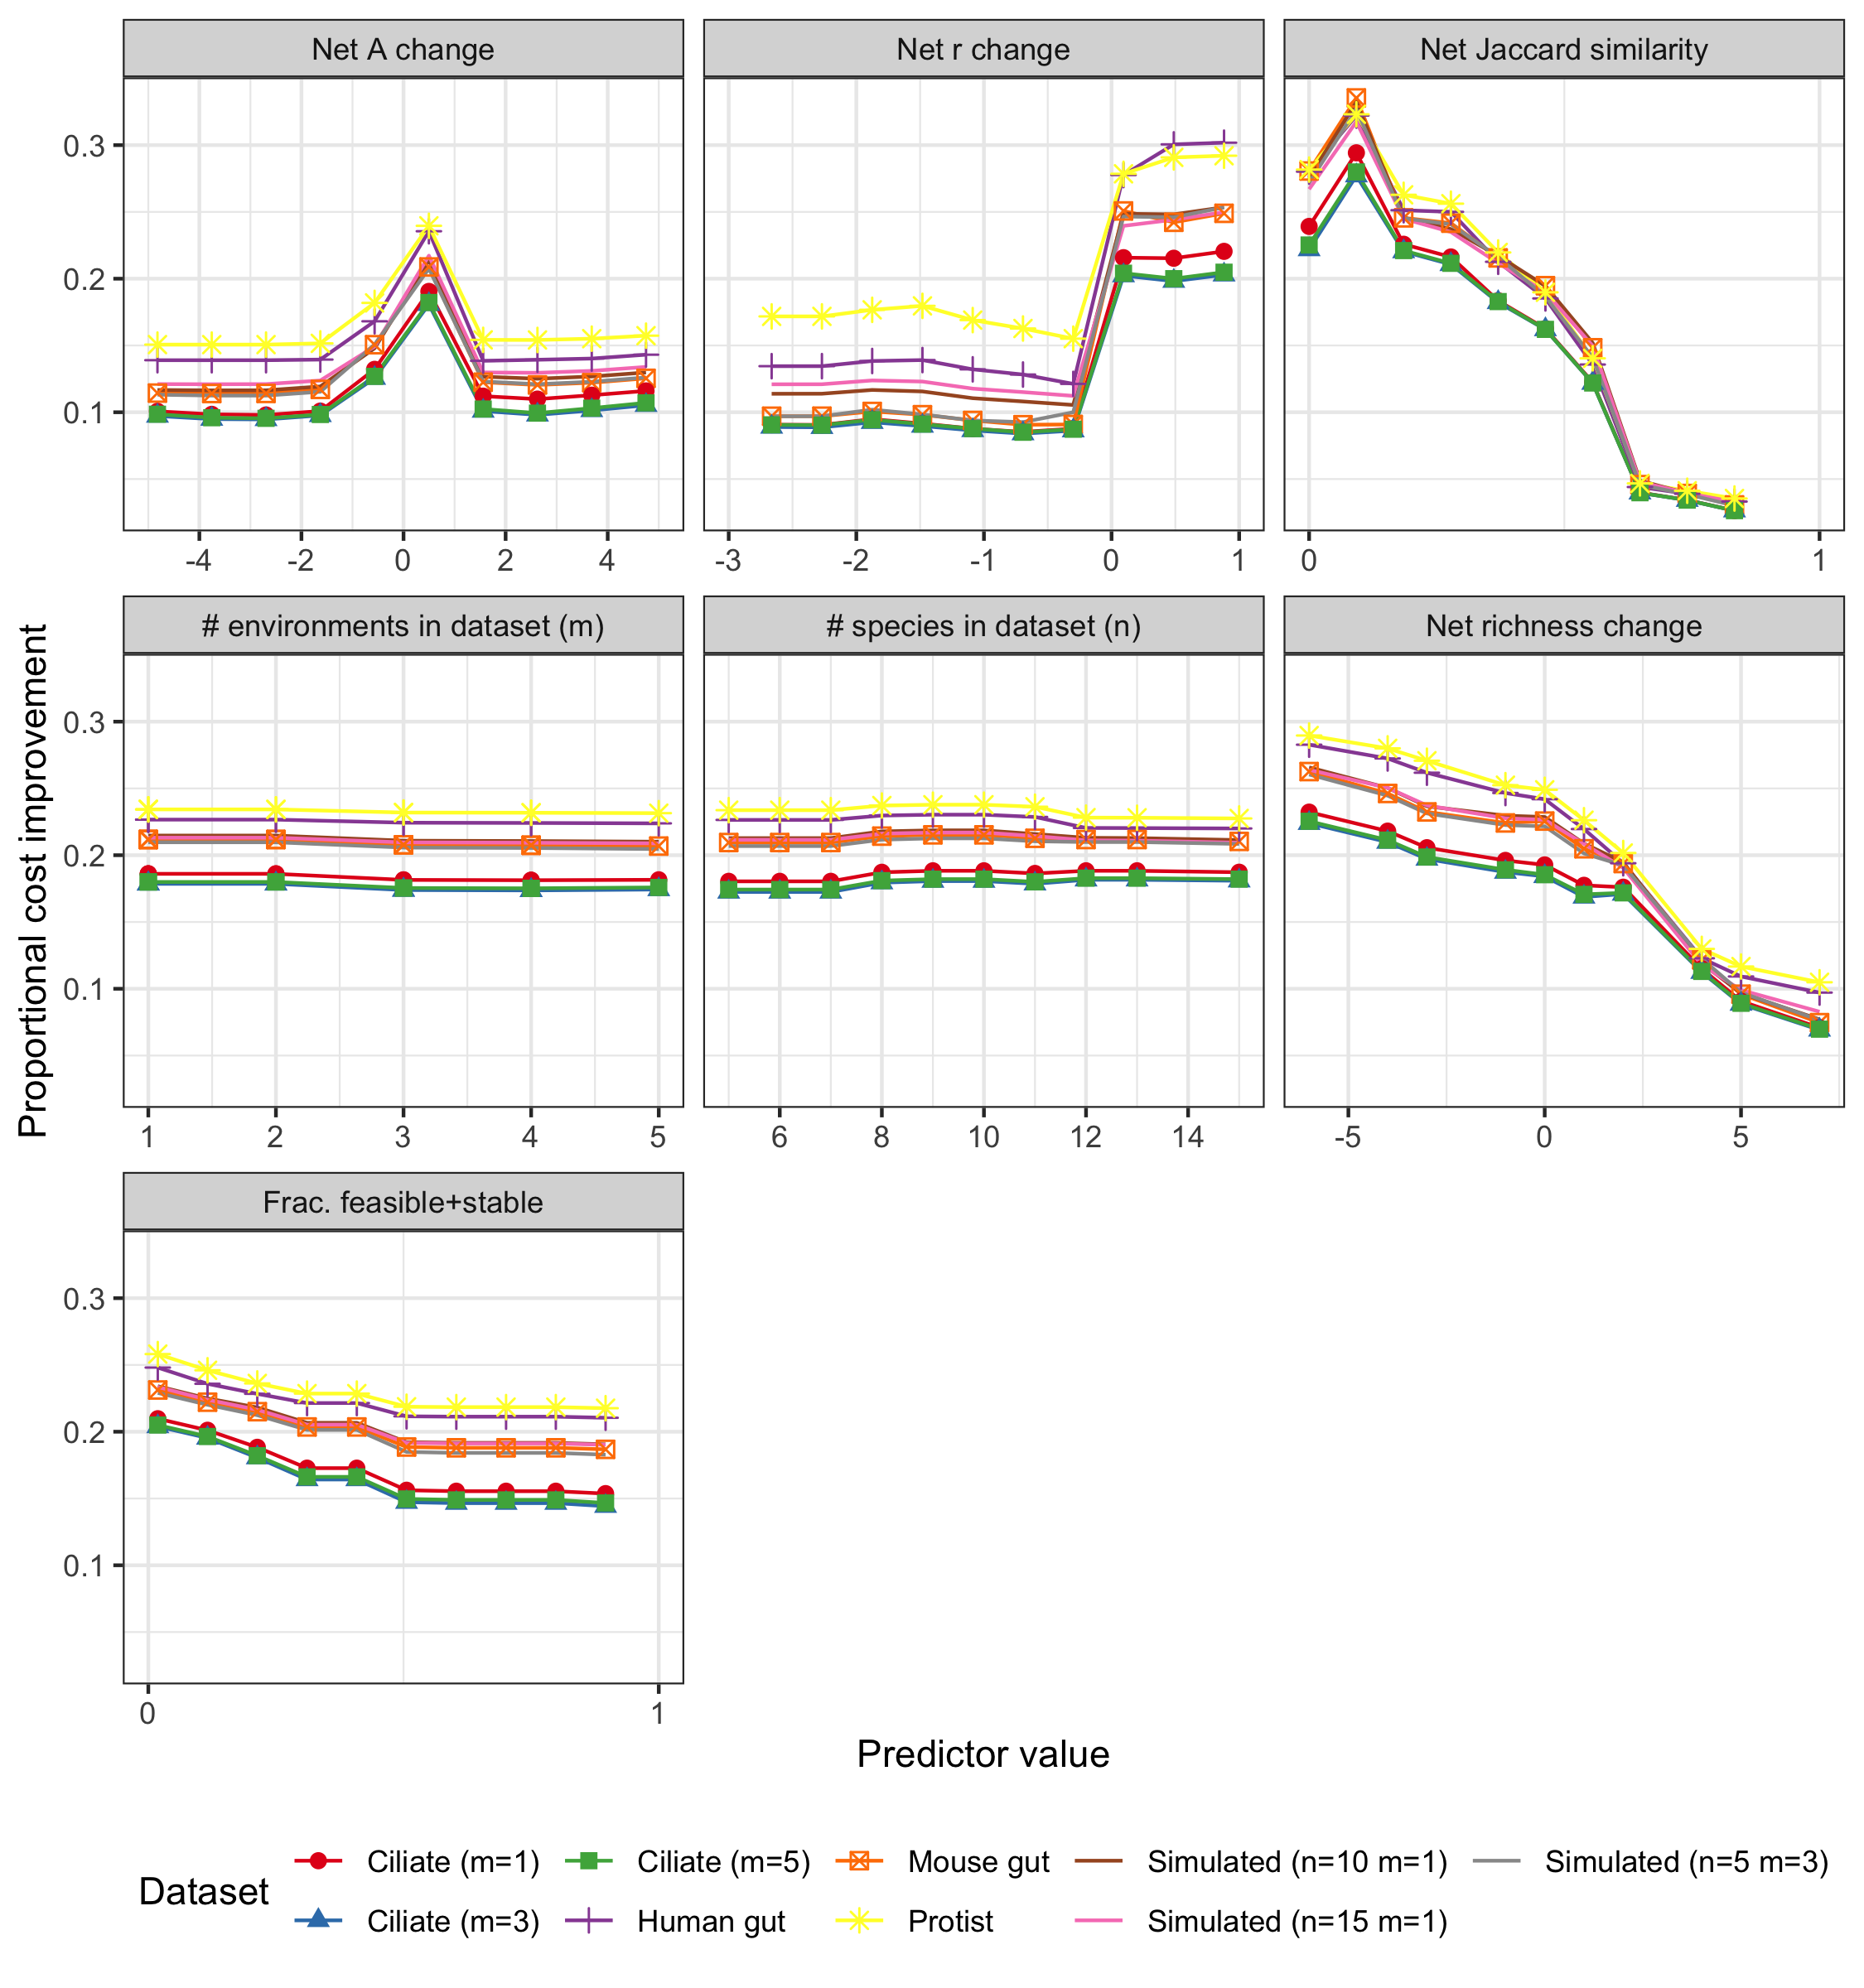 Net A change
Net r change
Net Jaccard similarity
0.3
0.2
0.1
-4 -2 0 2 4
-3 -2 -1 0 1
0 1
# environments in dataset (m)
# species in dataset (n)
Net richness change
0.3
0.2
0.1
1 2 3 4 5
6 8 10 12 14
-5 0 5
Proportional cost improvement
Frac. feasible+stable
0.3
0.2
0.1
0 1
Predictor value
Dataset
Ciliate (m=1)
Ciliate (m=5)
Mouse gut
Simulated (n=10 m=1)
Simulated (n=5 m=3)
Ciliate (m=3)
Human gut
Protist
Simulated (n=15 m=1)